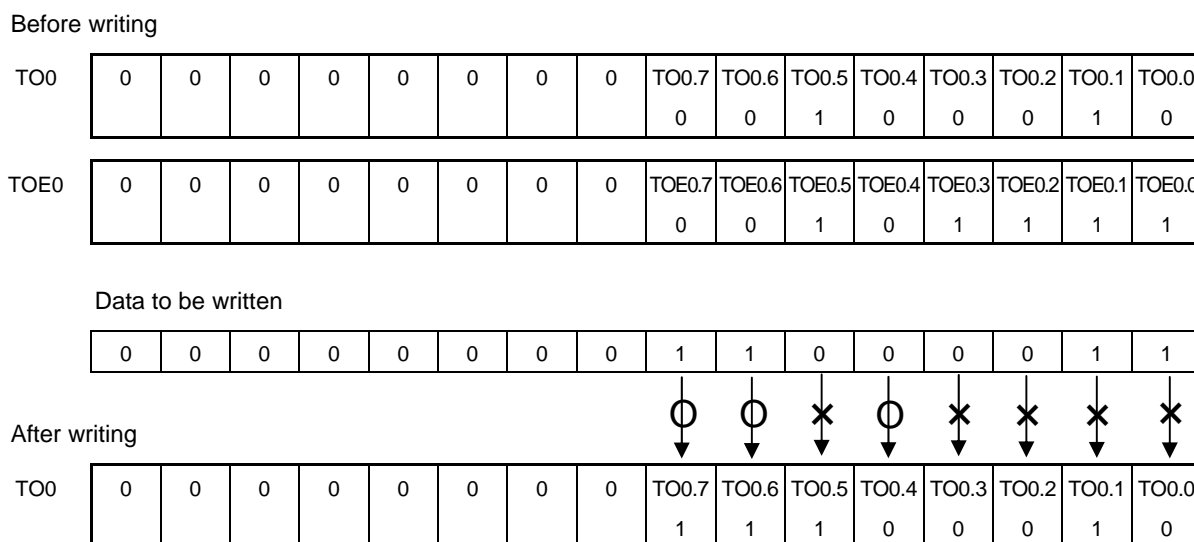 Before writing
TO0 0 0 0 0 0 0 0 0 TO0.7 TO0.6 TO0.5 TO0.4 TO0.3 TO0.2 TO0.1 TO0.0
0 0 1 0 0 0 1 0
TOE0 0 0 0 0 0 0 0 0 TOE0.7 TOE0.6 TOE0.5 TOE0.4 TOE0.3 TOE0.2 TOE0.1 TOE0.0
0 0 1 0 1 1 1 1
Data to be written
0 0 0 0 0 0 0 0 1 1 0 0 0 0 1 1
O O × O × × × ×
After writing
TO0 0 0 0 0 0 0 0 0 TO0.7 TO0.6 TO0.5 TO0.4 TO0.3 TO0.2 TO0.1 TO0.0
1 1 1 0 0 0 1 0